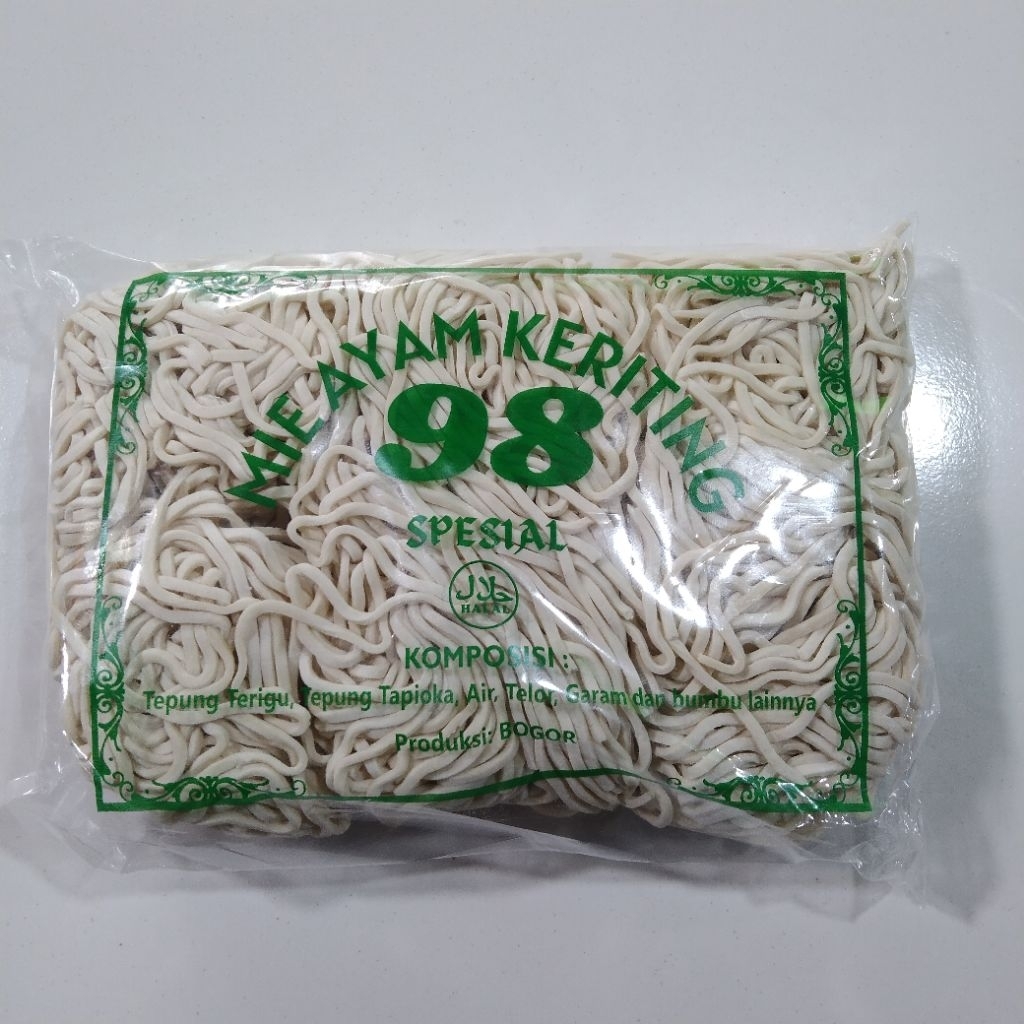 MIE AYAM KERITING
98
SPESIAL
حلال
HALAL
KOMPOSISI :
Tepung Terigu, Tepung Tapioka, Air, Telor, Garam dan bumbu lainnya
Produksi: BOGOR